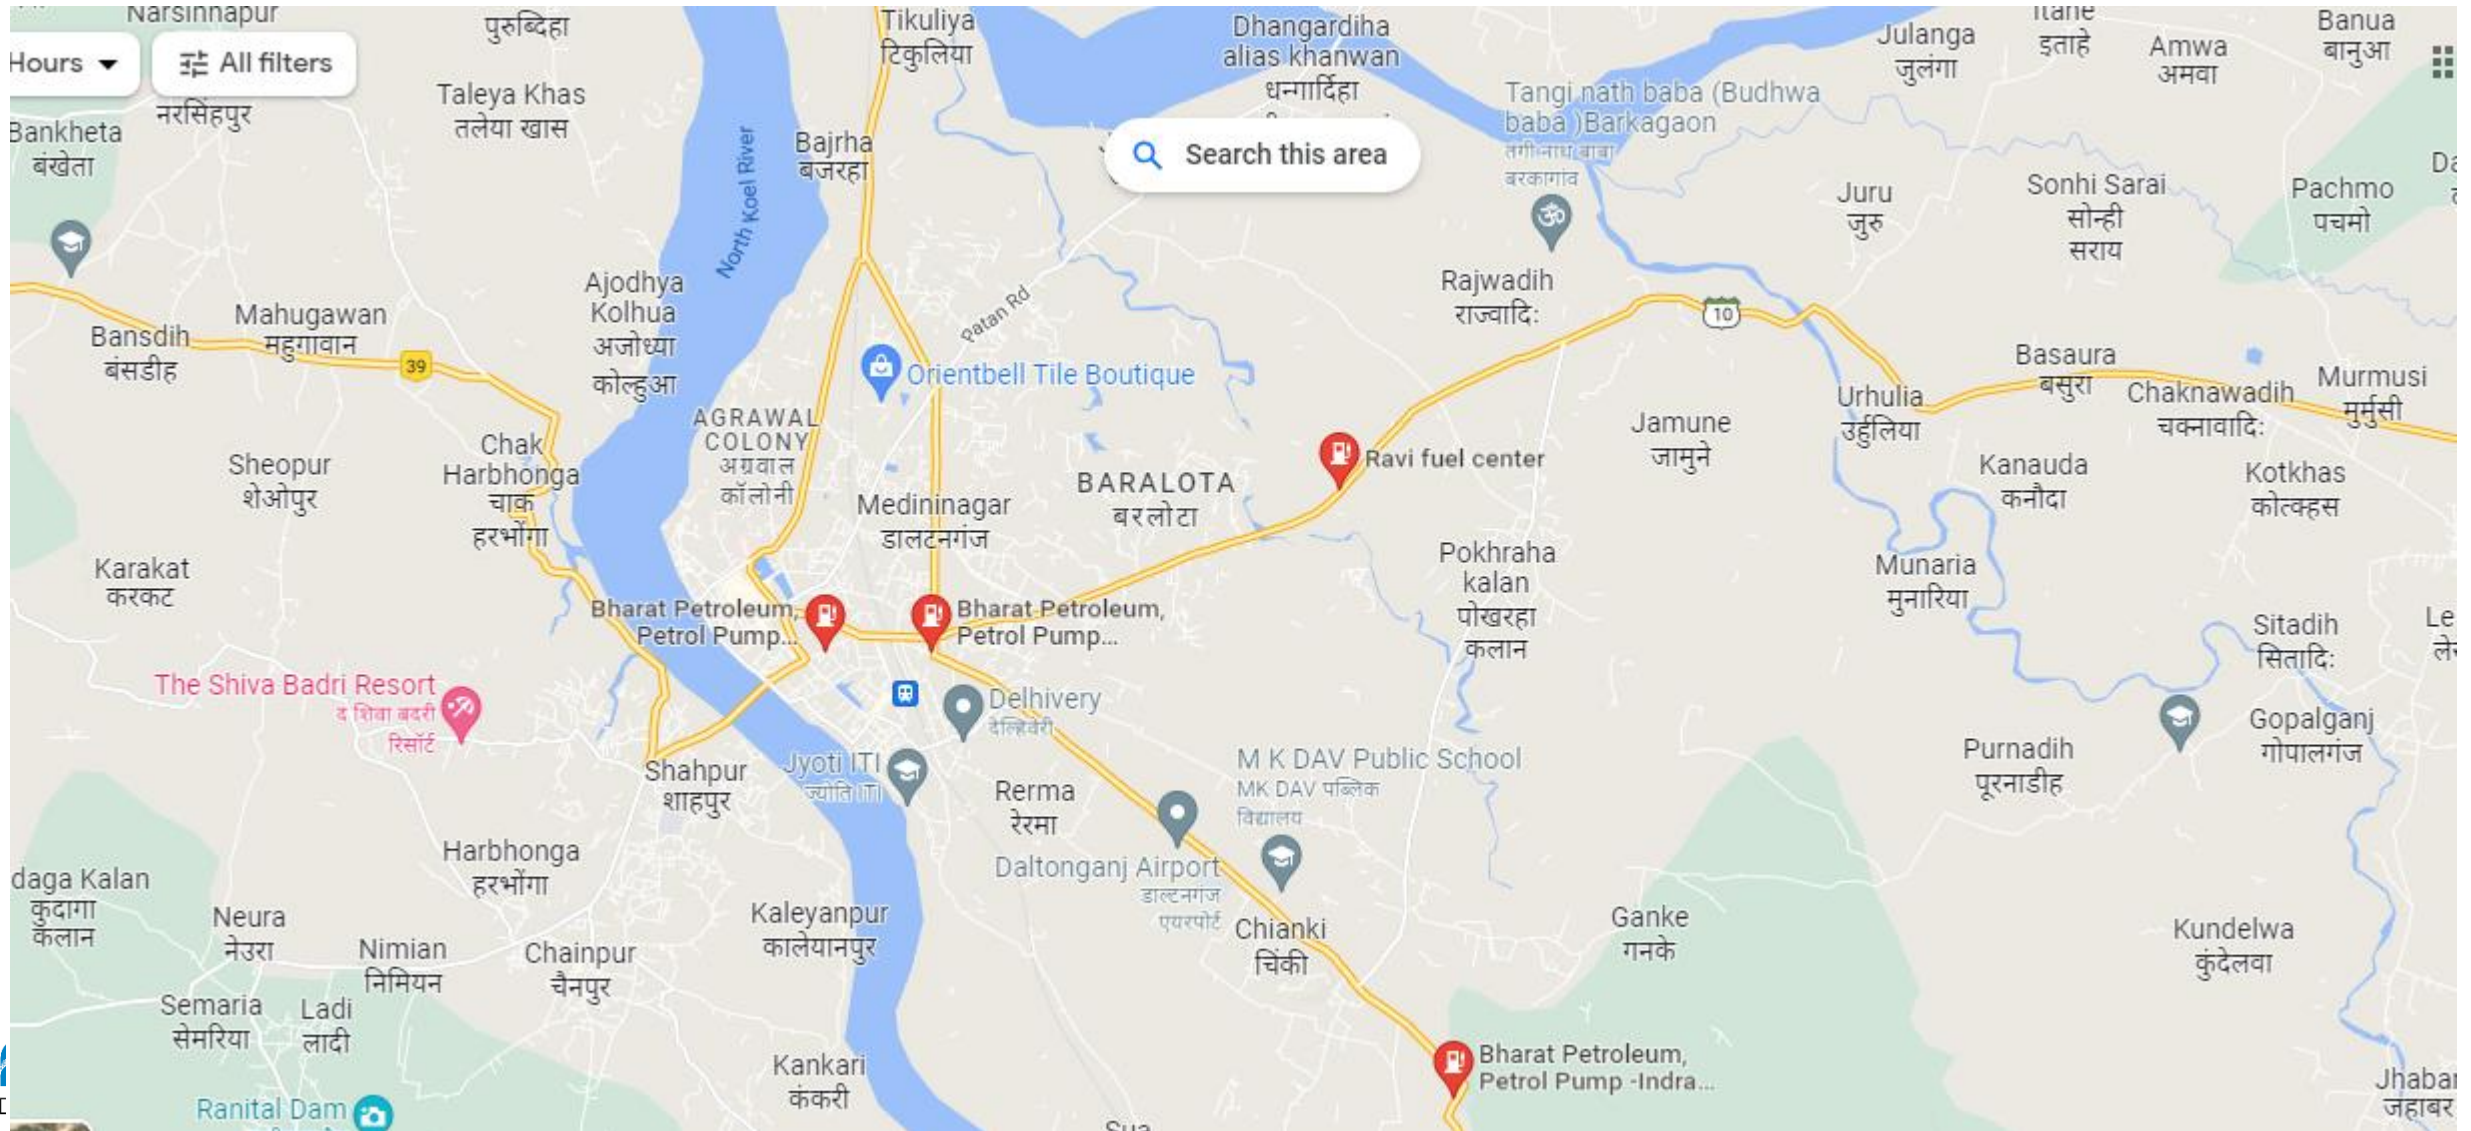 Narsinnapur
नरसिंहपुर
Hours
All filters
पुरुब्दिहा
Taleya Khas
तलेया खास
Tikuliya
टिकुलिया
Dhangardiha
alias khanwan
धन्गार्दिहा
Julanga
जुलंगा
इताहे
Amwa
अमवा
Banua
बानुआ
Bankheta
बंखेता
North Koel River
Bajrha
बजरहा
Search this area
Tangi nath baba (Budhwa
baba )Barkagaon
तंगी नाथ बाबा
बरकागांव
Juru
जुरु
Sonhi Sarai
सोन्ही
सराय
Pachmo
पचमो
Bansdih
बंसडीह
Mahugawan
महुगावान
39
Ajodhya
Kolhua
अजोध्या
कोल्हुआ
Patan Rd
Rajwadih
राज्वादिः
10
Orientbell Tile Boutique
Basaura
बसुरा
Chaknawadih
चक्नावादिः
Murmusi
मुर्मुसी
Urhulia
उर्हुलिया
AGRAWAL
COLONY
अग्रवाल
कॉलोनी
Jamune
जामुने
Chak
Harbhonga
चाक
हरभोंगा
Sheopur
शेओपुर
Ravi fuel center
Medininagar
डालटनगंज
BARALOTA
बरलोटा
Kanauda
कनौदा
Kotkhas
कोत्क्हस
Karakat
करकट
Pokhraha
kalan
पोखरहा
कलान
Munaria
मुनारिया
Bharat Petroleum,
Petrol Pump...
Bharat Petroleum,
Petrol Pump...
Sitadih
सितादिः
The Shiva Badri Resort
द शिवा बदरी
रिसॉर्ट
Delhivery
देल्हिवेरी
Gopalganj
गोपालगंज
Purnadih
पूरनाडीह
Shahpur
शाहपुर
Jyoti ITI
ज्योति ITI
Rerma
रेरमा
M K DAV Public School
MK DAV पब्लिक
विद्यालय
Daltonganj Airport
डाल्टनगंज
एयरपोर्ट
Harbhonga
हरभोंगा
daga Kalan
कुदागा
कलान
Neura
नेउरा
Nimian
निमियन
Chainpur
चैनपुर
Kaleyanpur
कालेयानपुर
Chianki
चिंकी
Ganke
गनके
Kundelwa
कुंदेलवा
Semaria
सेमरिया
Ladi
लादी
Kankari
कंकरी
Bharat Petroleum,
Petrol Pump -Indra...
Ranital Dam
Jhabar
जहाबर